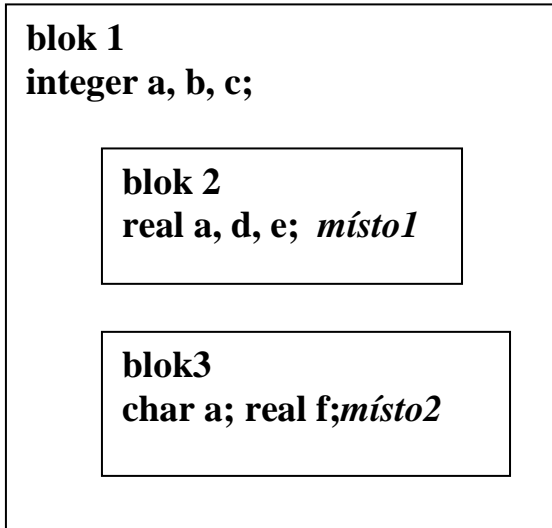 blok 1
integer a, b, c;
blok 2
real a, d, e; místo1
blok3
char a; real f;místo2